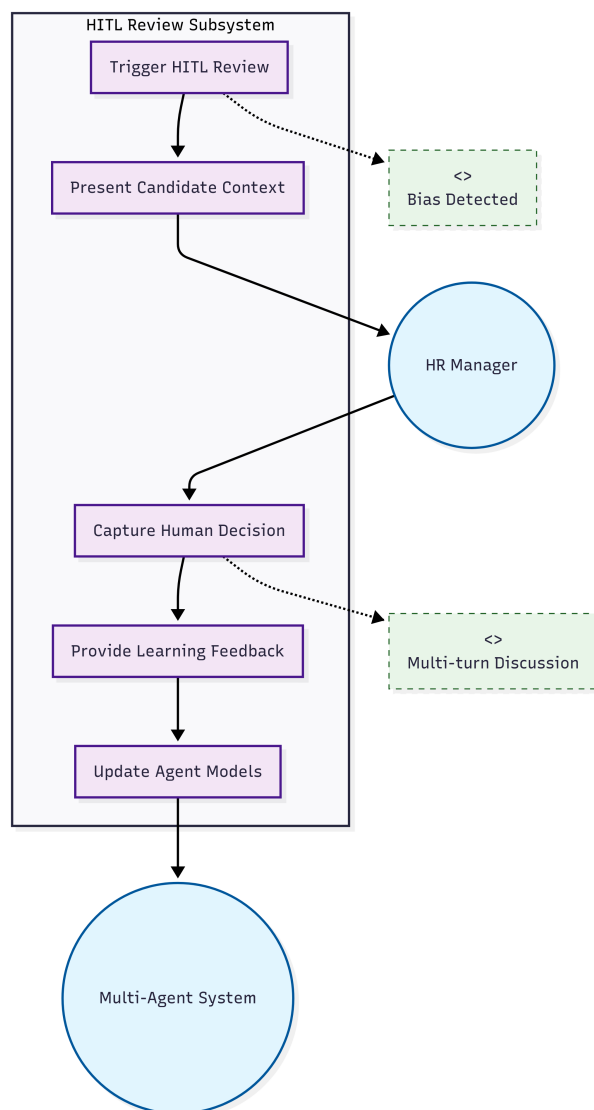 HITL Review Subsystem
Trigger HITL Review
<>
Bias Detected
Present Candidate Context
HR Manager
Capture Human Decision
<>
Multi-turn Discussion
Provide Learning Feedback
Update Agent Models
Multi-Agent System